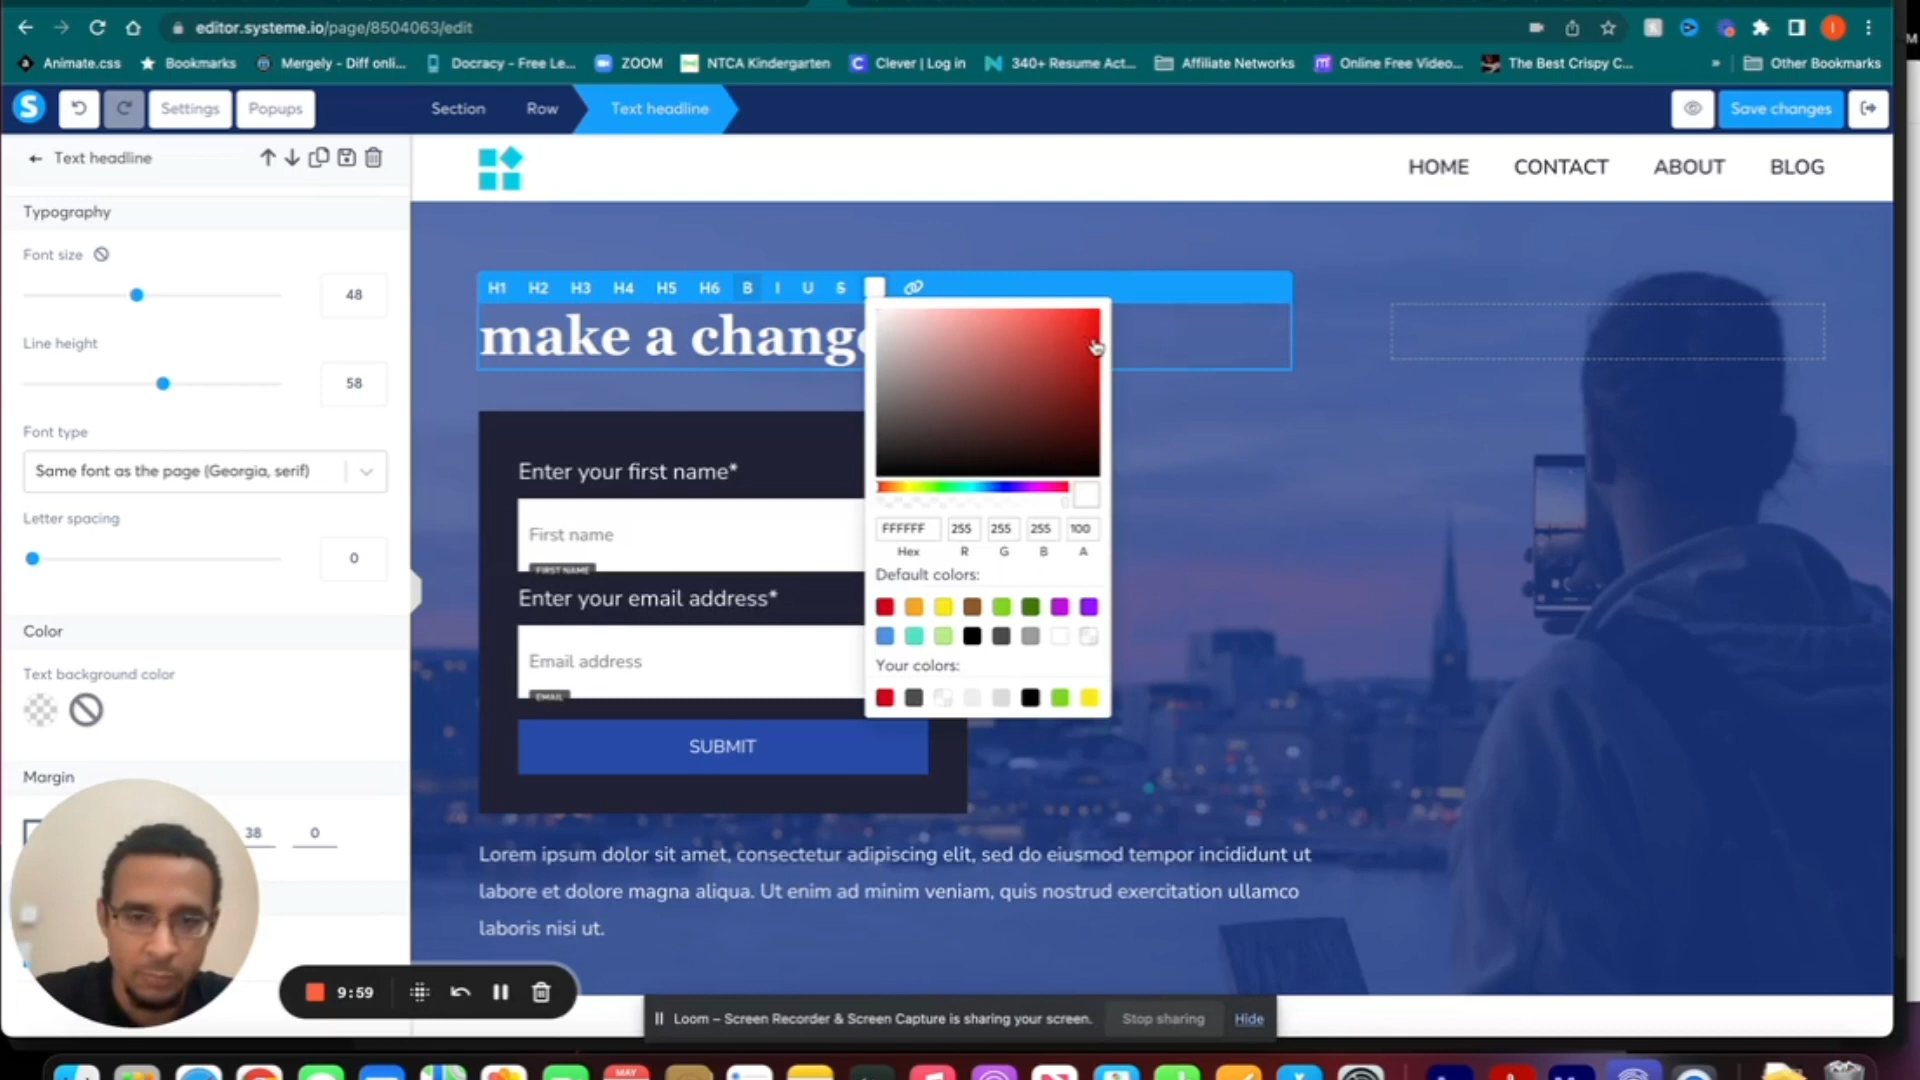 editor.systeme.io/page/8504063/edit
Animate.css Bookmarks Mergely - Diff onli... Docracy - Free Le... ZOOM NTCA Kindergarten Clever | Log in 340+ Resume Act... Affiliate Networks Online Free Video... The Best Crispy C... » Other Bookmarks
Settings Popups Section Row Text headline Save changes
Text headline
HOME CONTACT ABOUT BLOG
Typography
Font size
48
Line height
58
Font type
Same font as the page (Georgia, serif)
Letter spacing
0
Color
Text background color
Margin
38 0
H1 H2 H3 H4 H5 H6 B I U S
make a change
Enter your first name*
First name
FIRST NAME
Enter your email address*
Email address
EMAIL
SUBMIT
FFFFFF 255 255 255 100
Hex R G B A
Default colors:
Your colors:
Lorem ipsum dolor sit amet, consectetur adipiscing elit, sed do eiusmod tempor incididunt ut
labore et dolore magna aliqua. Ut enim ad minim veniam, quis nostrud exercitation ullamco
laboris nisi ut.
9:59
Loom – Screen Recorder & Screen Capture is sharing your screen. Stop sharing Hide
MAY